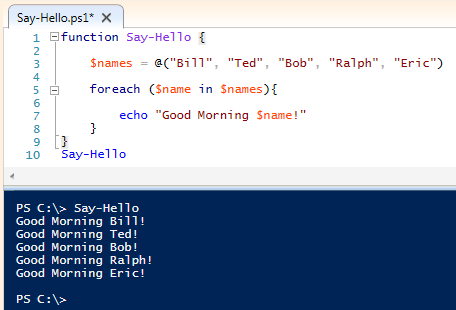 Say-Hello.ps1* ✕
1 function Say-Hello {
2
3 $names = @("Bill", "Ted", "Bob", "Ralph", "Eric")
4
5 foreach ($name in $names){
6
7 echo "Good Morning $name!"
8 }
9 }
10 Say-Hello
PS C:\> Say-Hello
Good Morning Bill!
Good Morning Ted!
Good Morning Bob!
Good Morning Ralph!
Good Morning Eric!
PS C:\>